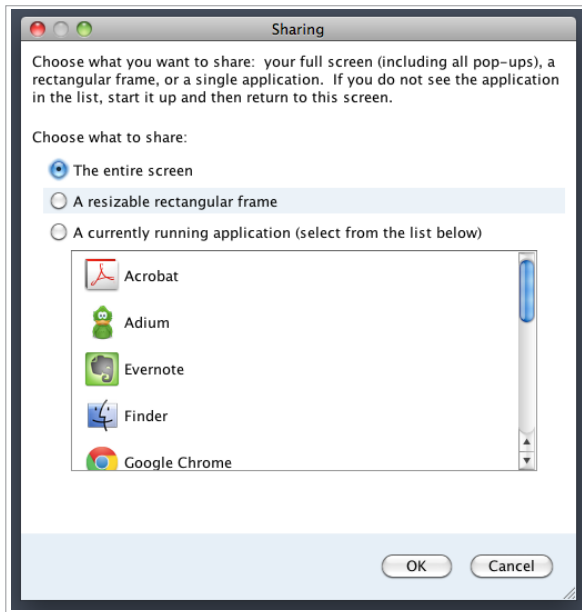 Sharing
Choose what you want to share:  your full screen (including all pop-ups), a
rectangular frame, or a single application.  If you do not see the application
in the list, start it up and then return to this screen.
Choose what to share:
The entire screen
A resizable rectangular frame
A currently running application (select from the list below)
Acrobat
Adium
Evernote
Finder
Google Chrome
OK Cancel